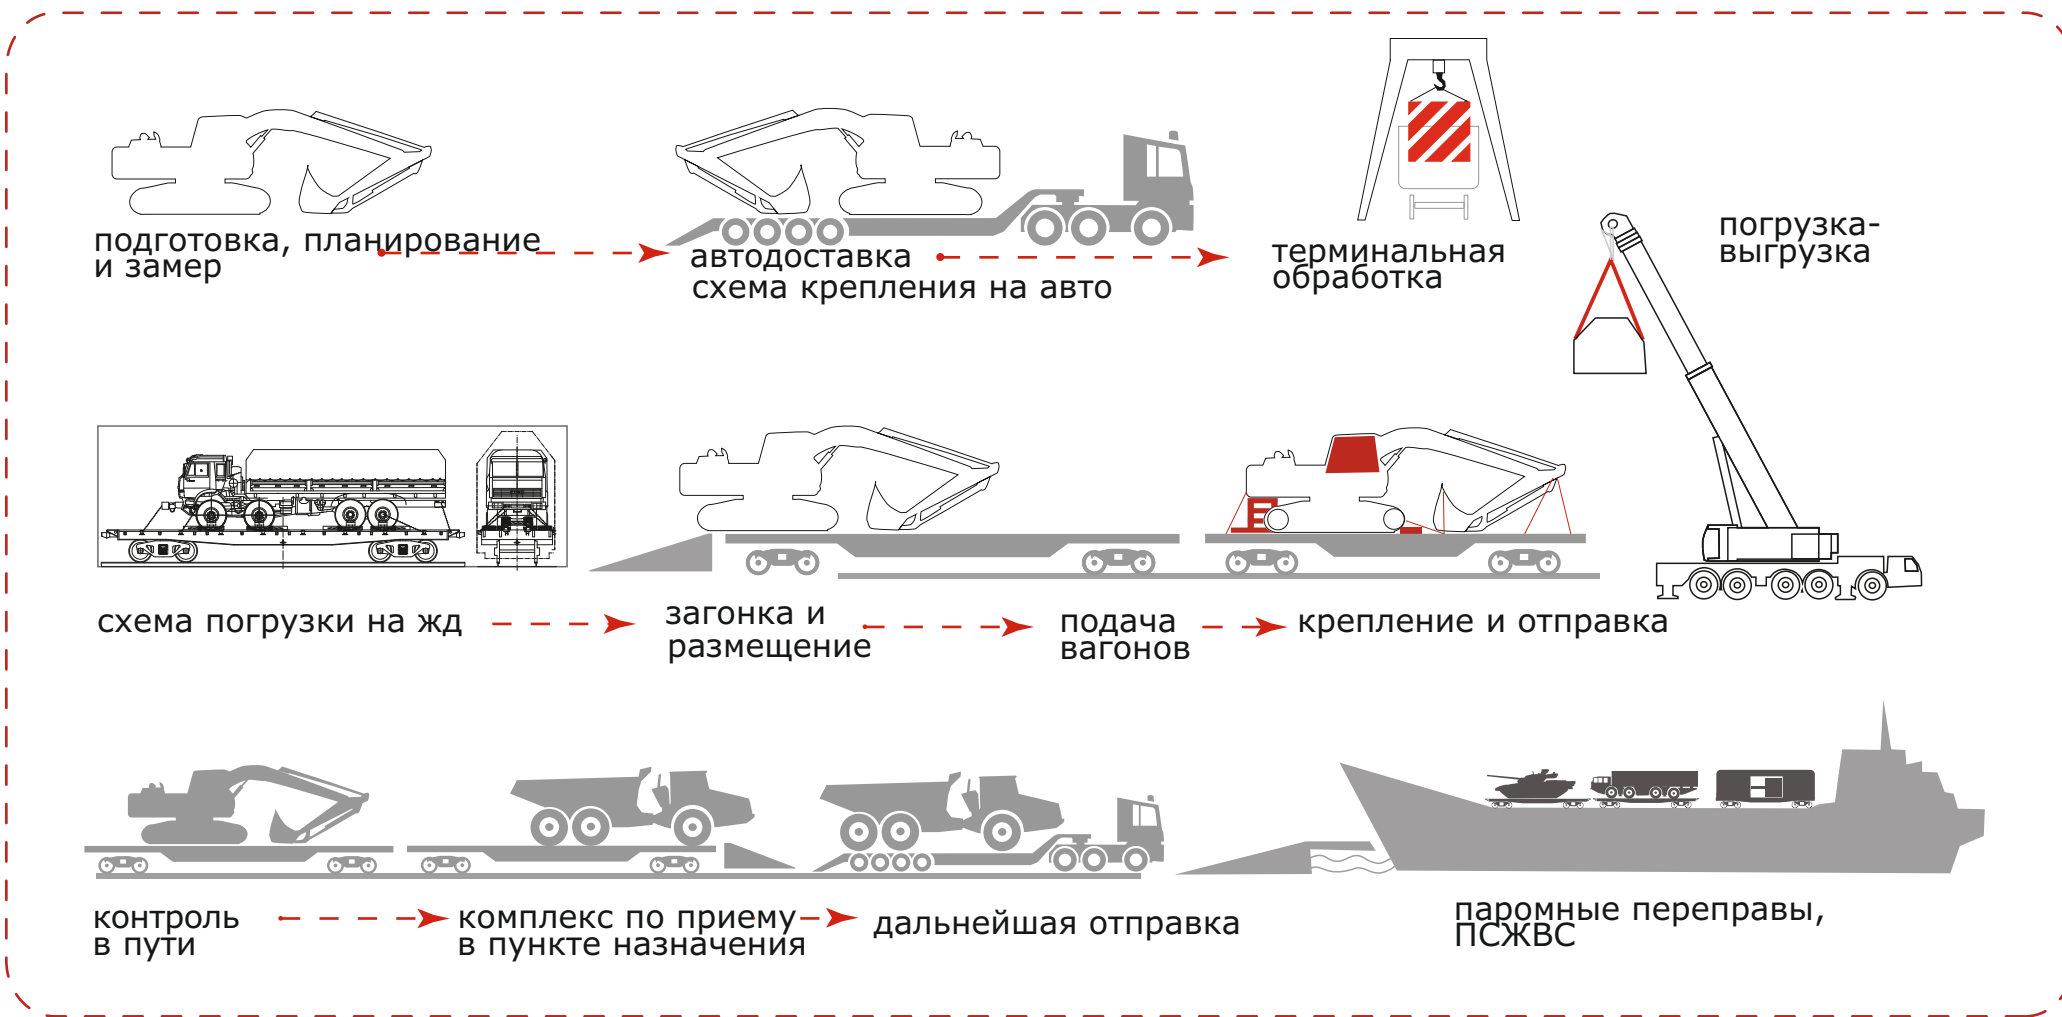 подготовка, планирование
и замер
автодоставка
схема крепления на авто
терминальная
обработка
погрузка-
выгрузка
схема погрузки на жд
загонка и
размещение
подача
вагонов
крепление и отправка
контроль
в пути
комплекс по приему
в пункте назначения
дальнейшая отправка
паромные переправы,
ПСЖВС